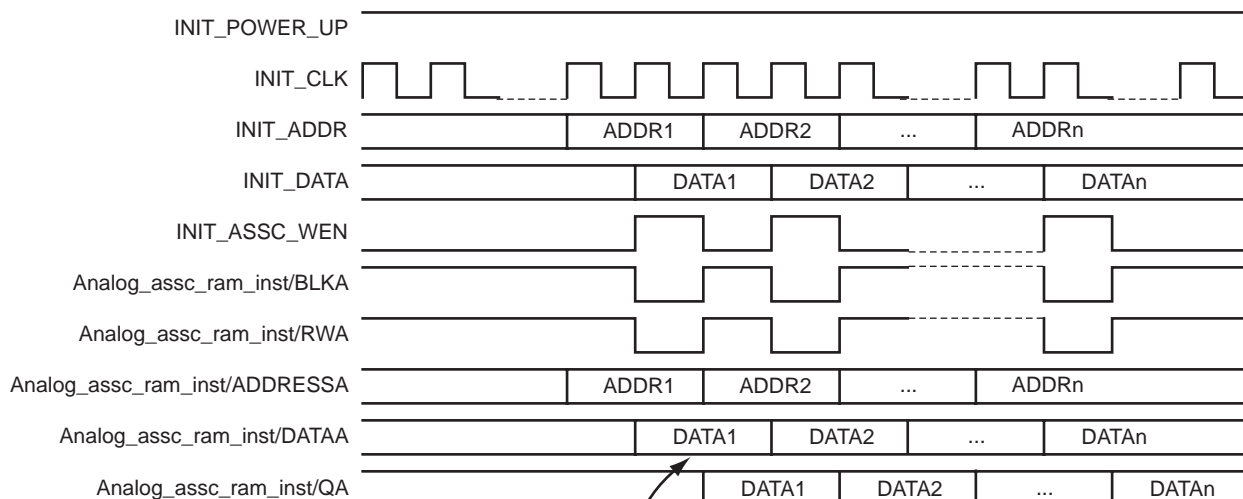 INIT_POWER_UP
INIT_CLK
INIT_ADDR ADDR1 ADDR2 ... ADDRn
INIT_DATA DATA1 DATA2 ... DATAn
INIT_ASSC_WEN
Analog_assc_ram_inst/BLKA
Analog_assc_ram_inst/RWA
Analog_assc_ram_inst/ADDRESSA ADDR1 ADDR2 ... ADDRn
Analog_assc_ram_inst/DATAA DATA1 DATA2 ... DATAn
Analog_assc_ram_inst/QA DATA1 DATA2 ... DATAn